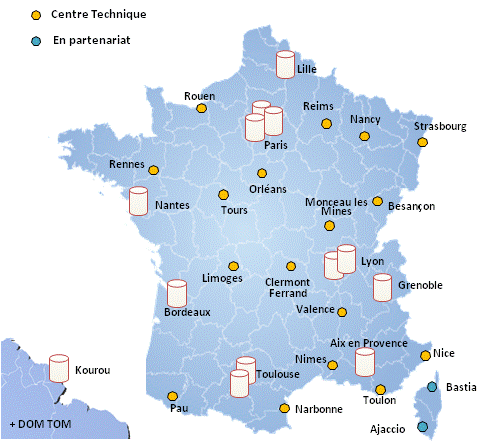 Centre Technique
En partenariat
Lille
Rouen
Reims
Nancy
Strasbourg
Paris
Rennes
Orléans
Nantes
Tours
Monceau les
Mines
Besançon
Lyon
Limoges
Clermont
Ferrand
Grenoble
Bordeaux
Valence
Aix en Provence
Nice
Kourou
Toulouse
Nimes
Bastia
Pau
Narbonne
Toulon
+ DOM TOM
Ajaccio